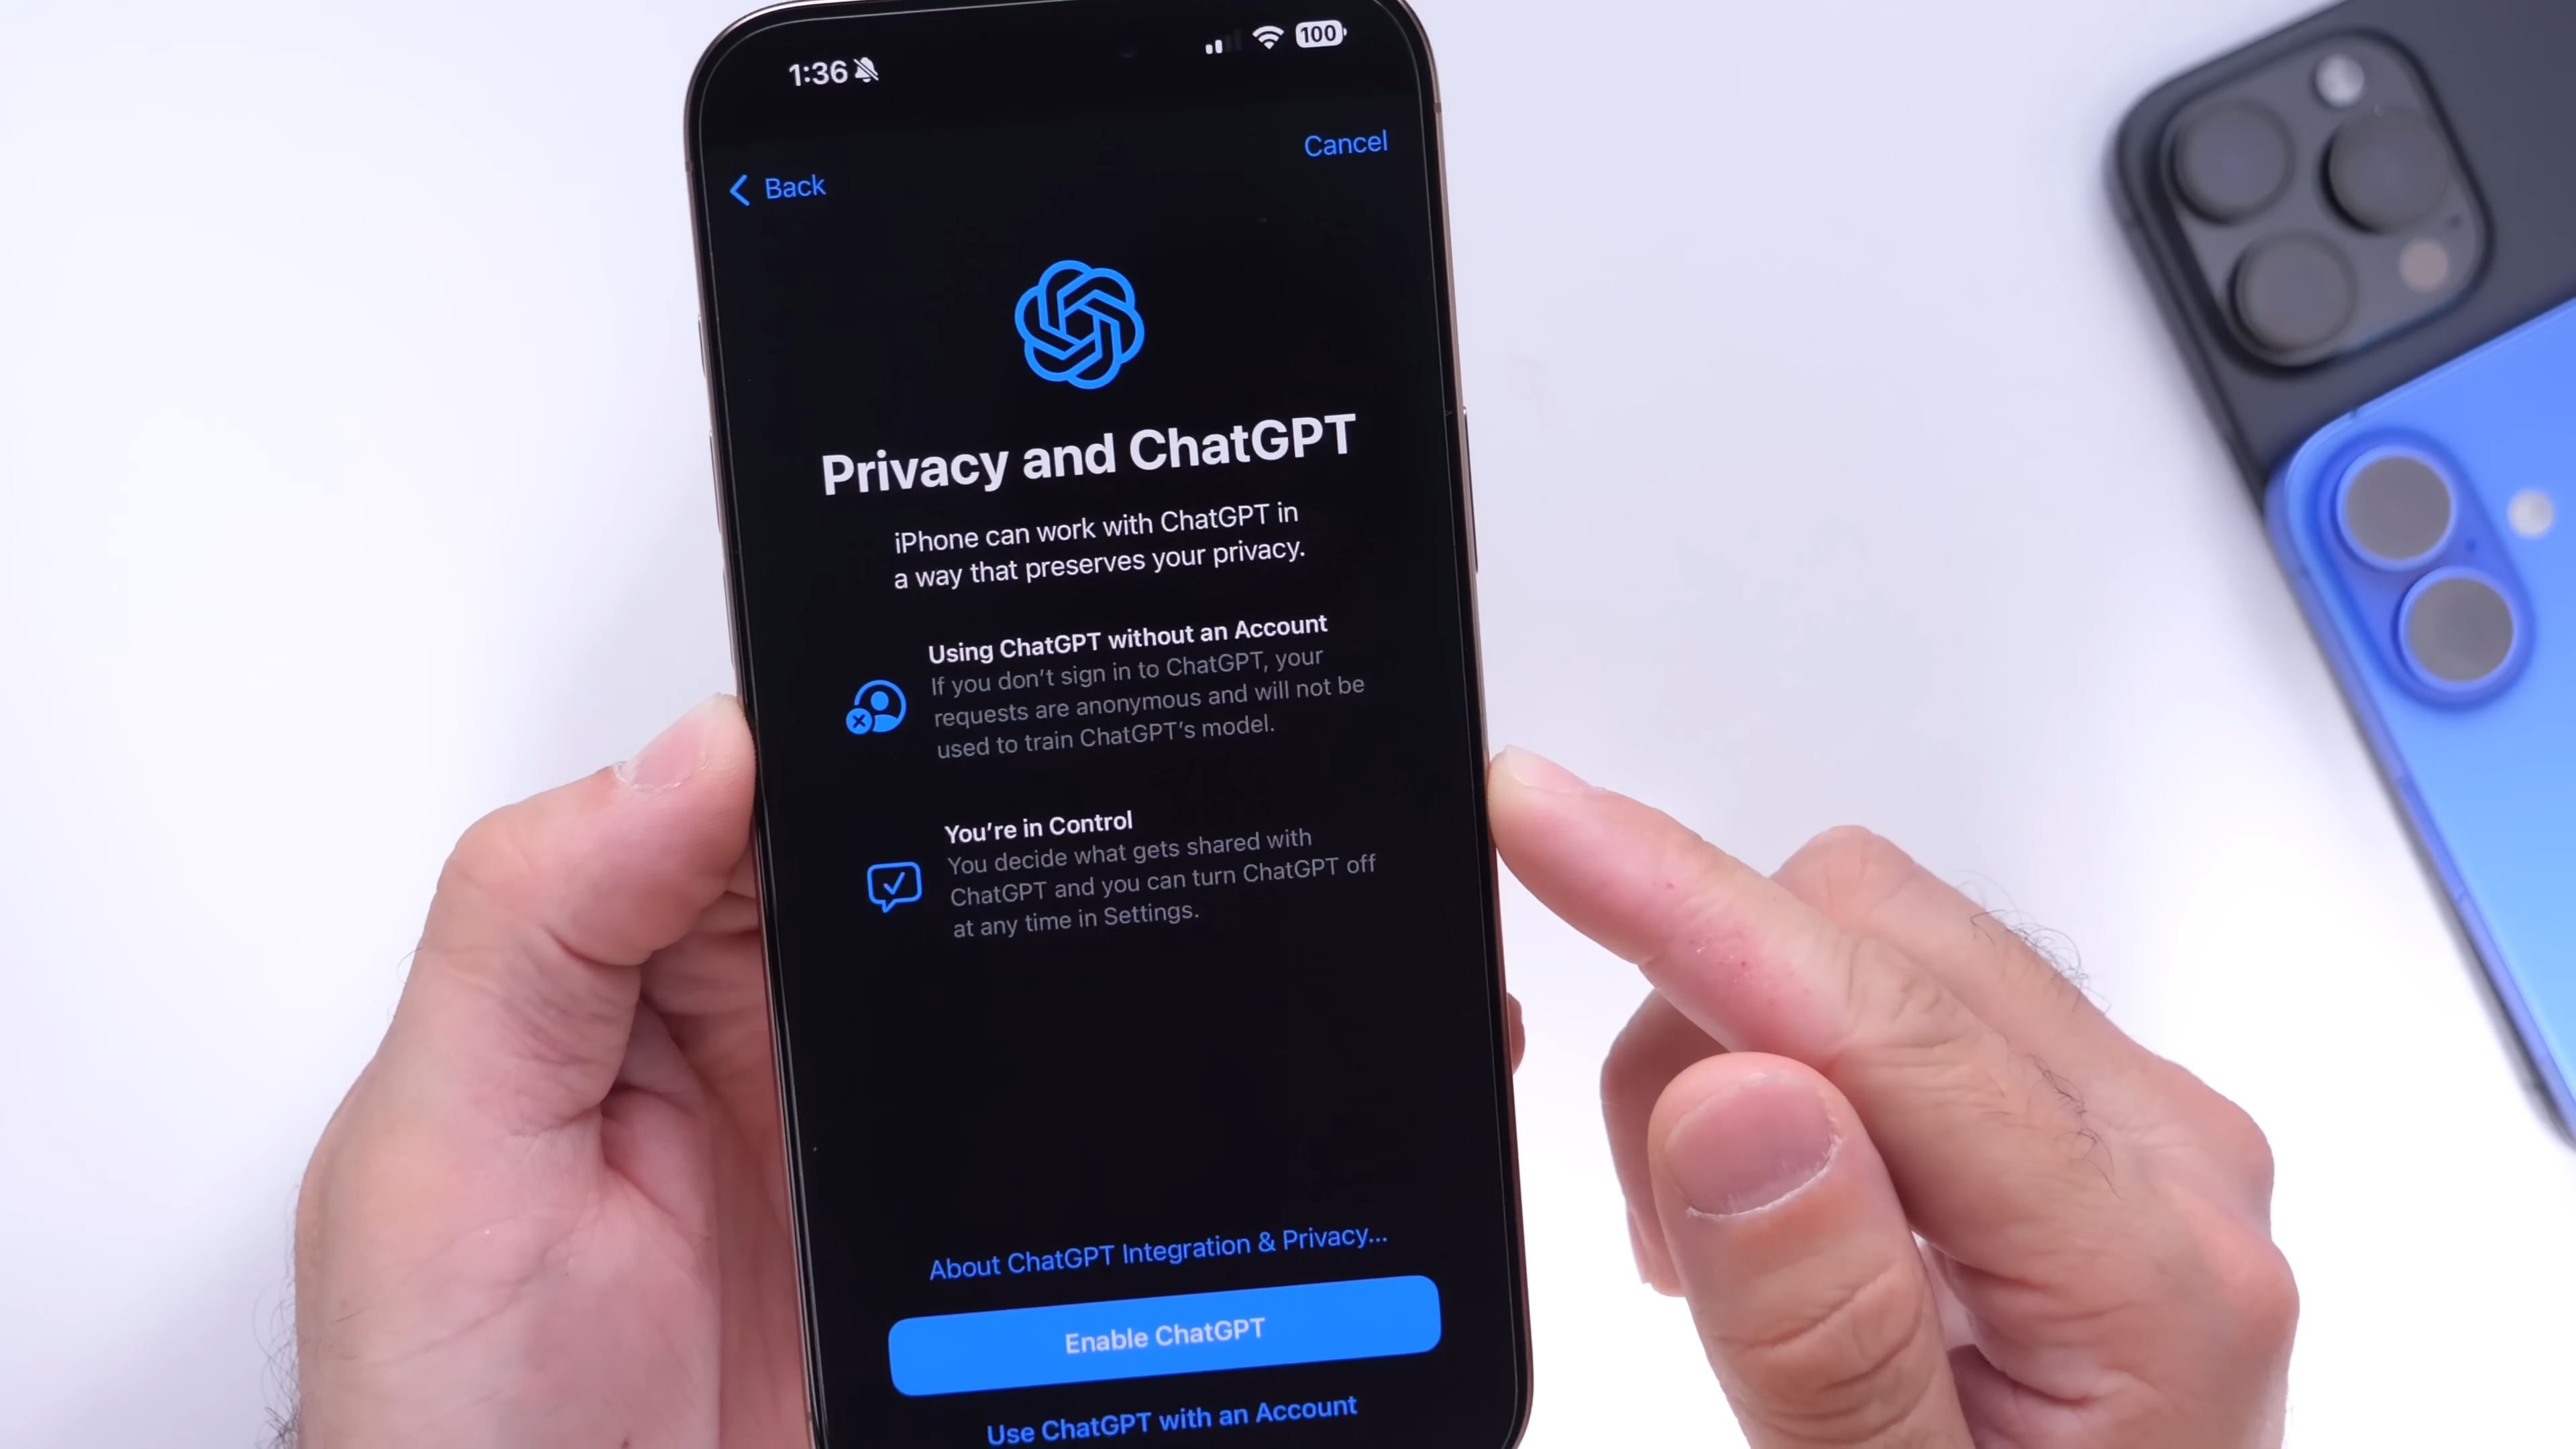 1:36
100
Cancel
Back
Privacy and ChatGPT
iPhone can work with ChatGPT in
a way that preserves your privacy.
Using ChatGPT without an Account
If you don't sign in to ChatGPT, your
requests are anonymous and will not be
used to train ChatGPT's model.
You're in Control
You decide what gets shared with
ChatGPT and you can turn ChatGPT off
at any time in Settings.
About ChatGPT Integration & Privacy...
Enable ChatGPT
Use ChatGPT with an Account